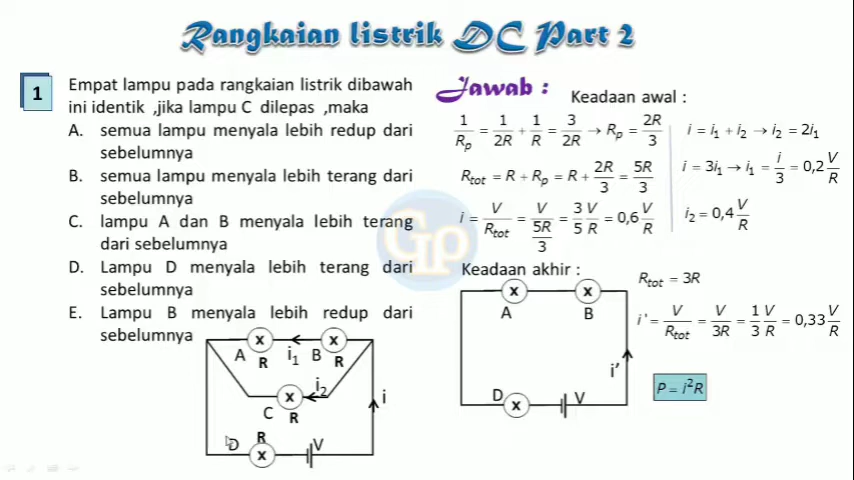 Rangkaian listrik DC Part 2
1
Empat lampu pada rangkaian listrik dibawah
ini identik ,jika lampu C dilepas ,maka
A. semua lampu menyala lebih redup dari
sebelumnya
B. semua lampu menyala lebih terang dari
sebelumnya
C. lampu A dan B menyala lebih terang
dari sebelumnya
D. Lampu D menyala lebih terang dari
sebelumnya
E. Lampu B menyala lebih redup dari
sebelumnya
x x
A R i₁ B R
i₂
x
C R
i
D R V
x
Jawab :
Keadaan awal :
1/Rₚ = 1/2R + 1/R = 3/2R → Rₚ = 2R/3
R_tot = R + Rₚ = R + 2R/3 = 5R/3
i = V/R_tot = V/(5R/3) = 3/5 V/R = 0,6 V/R
i = i₁ + i₂ → i₂ = 2i₁
i = 3i₁ → i₁ = i/3 = 0,2 V/R
i₂ = 0,4 V/R
GP
Keadaan akhir :
x x
A B
i’
D x V
R_tot = 3R
i ' = V/R_tot = V/3R = 1/3 V/R = 0,33 V/R
P = i²R